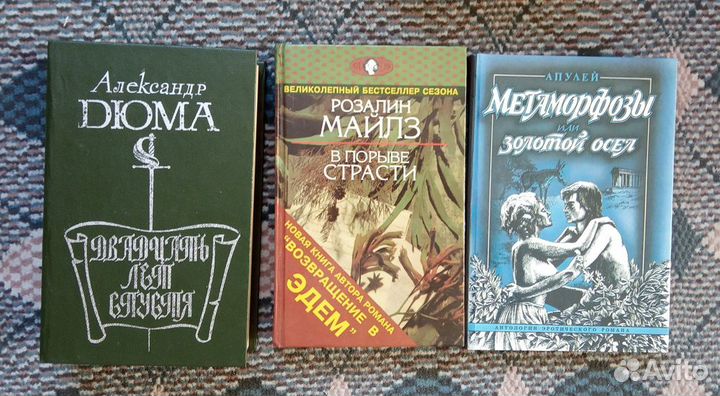 Александр
ДЮМА
ДВАДЦАТЬ
ЛЕТ
СПУСТЯ
ВЕЛИКОЛЕПНЫЙ БЕСТСЕЛЛЕР СЕЗОНА
РОЗАЛИН
МАЙЛЗ
В ПОРЫВЕ
СТРАСТИ
НОВАЯ КНИГА АВТОРА РОМАНА
"ВОЗВРАЩЕНИЕ В
ЭДЕМ"
АПУЛЕЙ
МЕТАМОРФОЗЫ
ИЛИ
ЗОЛОТОЙ ОСЕЛ
АНТОЛОГИЯ ЭРОТИЧЕСКОГО РОМАНА
Avito